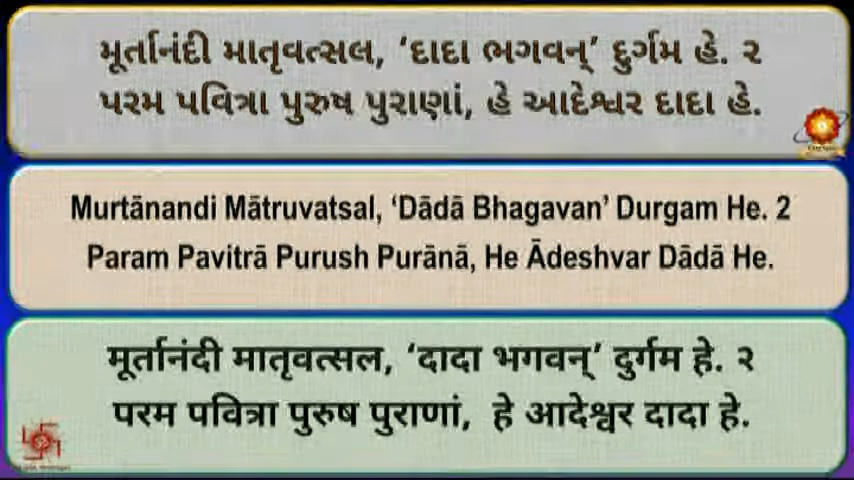 મૂર્તાનંદી માતૃવત્સલ, ‘દાદા ભગવન્’ દુર્ગમ હે. ૨
પરમ પવિત્રા પુરુષ પુરાણાં, હે આદેશ્વર દાદા હે.
Murtānandi Mātruvatsal, ‘Dādā Bhagavan’ Durgam He. 2
Param Pavitrā Purush Purānā, He Ādeshvar Dādā He.
मूर्तानंदी मातृवत्सल, ‘दादा भगवन्’ दुर्गम हे. २
परम पवित्रा पुरुष पुराणां, हे आदेश्वर दादा हे.